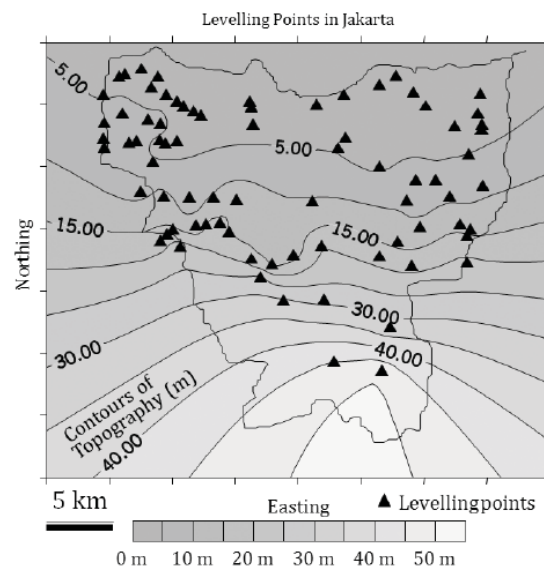 Levelling Points in Jakarta
5.00
5.00
15.00
15.00
30.00
30.00
40.00
Contours of
Topography (m)
40.00
Northing
5 km
Easting
Levellingpoints
0 m 10 m 20 m 30 m 40 m 50 m